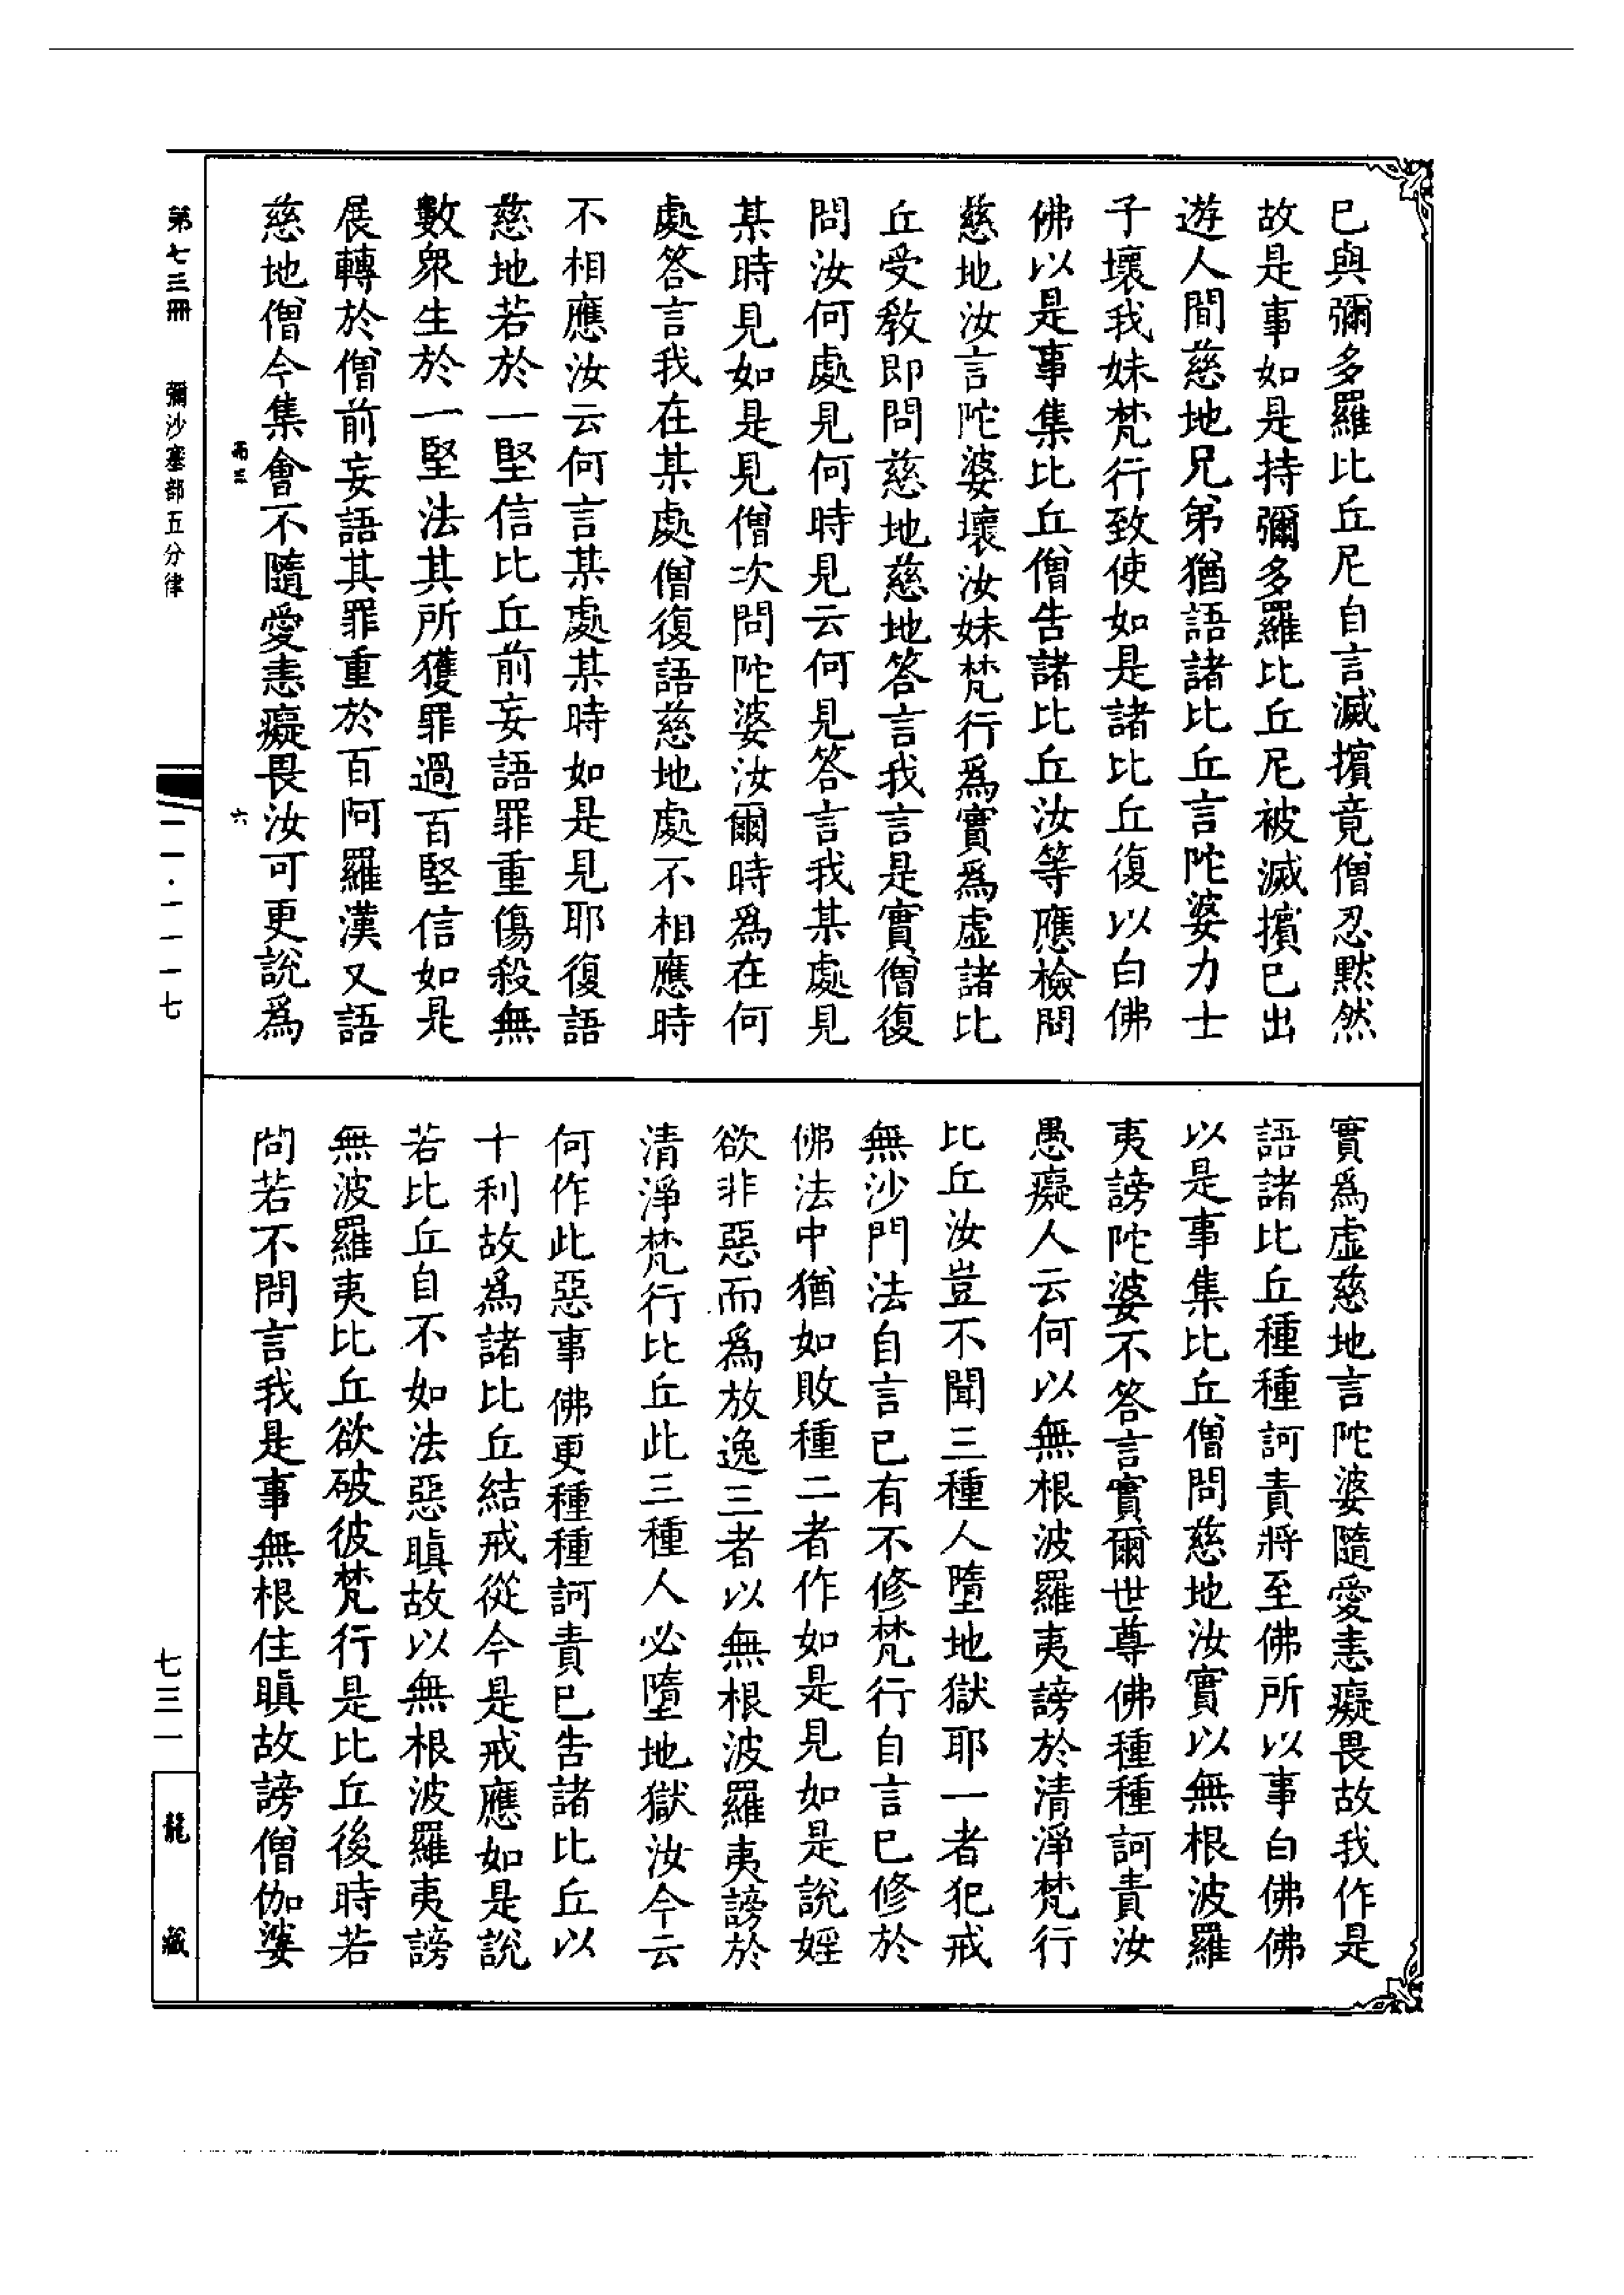 已與彌多羅比丘尼自言滅擯竟僧忍默然
故是事如是持彌多羅比丘尼被滅擯已出
遊人間慈地兄弟猶語諸比丘言陀婆力士
子壞我妹梵行致使如是諸比丘復以白佛
佛以是事集比丘僧告諸比丘汝等應檢問
慈地汝言陀婆壞汝妹梵行爲實爲虛諸比
丘受教即問慈地慈地答言我言是實僧復
問汝何處見何時見云何見答言我某處見
某時見如是見僧次問陀婆汝爾時爲在何
處答言我在某處僧復語慈地處不相應時
不相應汝云何言某處某時如是見耶復語
慈地若於一堅信比丘前妄語罪重傷殺無
數衆生於一堅法其所獲罪過百堅信如是
展轉於僧前妄語其罪重於百阿羅漢又語
慈地僧今集會不隨愛恚癡畏汝可更說爲
實爲虛慈地言陀婆隨愛恚癡畏故我作是
語諸比丘種種訶責將至佛所以事白佛佛
以是事集比丘僧問慈地汝實以無根波羅
夷謗陀婆不答言實爾世尊佛種種訶責汝
愚癡人云何以無根波羅夷謗於清淨梵行
比丘汝豈不聞三種人墮地獄耶一者犯戒
無沙門法自言已有不修梵行自言已修於
佛法中猶如敗種二者作如是見如是說婬
欲非惡而爲放逸三者以無根波羅夷謗於
清淨梵行比丘此三種人必墮地獄汝今云
何作此惡事佛更種種訶責已告諸比丘以
十利故爲諸比丘結戒從今是戒應如是說
若比丘自不如法惡瞋故以無根波羅夷謗
無波羅夷比丘欲破彼梵行是比丘後時若
問若不問言我是事無根住瞋故謗僧伽婆
第七三冊 彌沙塞部五分律
六
七三一
龍藏